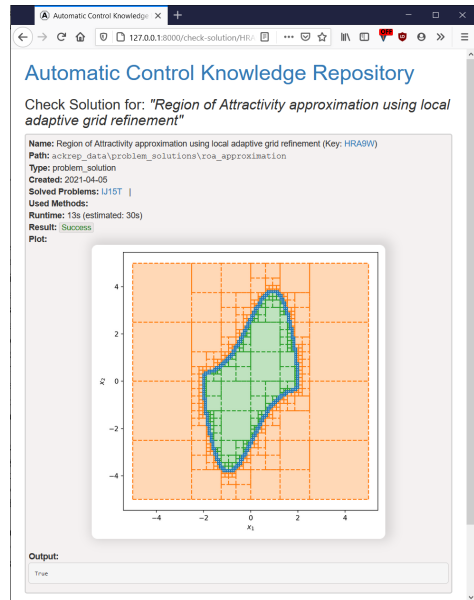 Automatic Control Knowledge
127.0.0.1:8000/check-solution/HRA
OFF
Automatic Control Knowledge Repository
Check Solution for: "Region of Attractivity approximation using local
adaptive grid refinement"
Name: Region of Attractivity approximation using local adaptive grid refinement (Key: HRA9W)
Path: ackrep_data\problem_solutions\roa_approximation
Type: problem_solution
Created: 2021-04-05
Solved Problems: IJ15T |
Used Methods:
Runtime: 13s (estimated: 30s)
Result: Success
Plot:
4
2
0
−2
−4
x2
−4 −2 0 2 4
x1
Output:
True